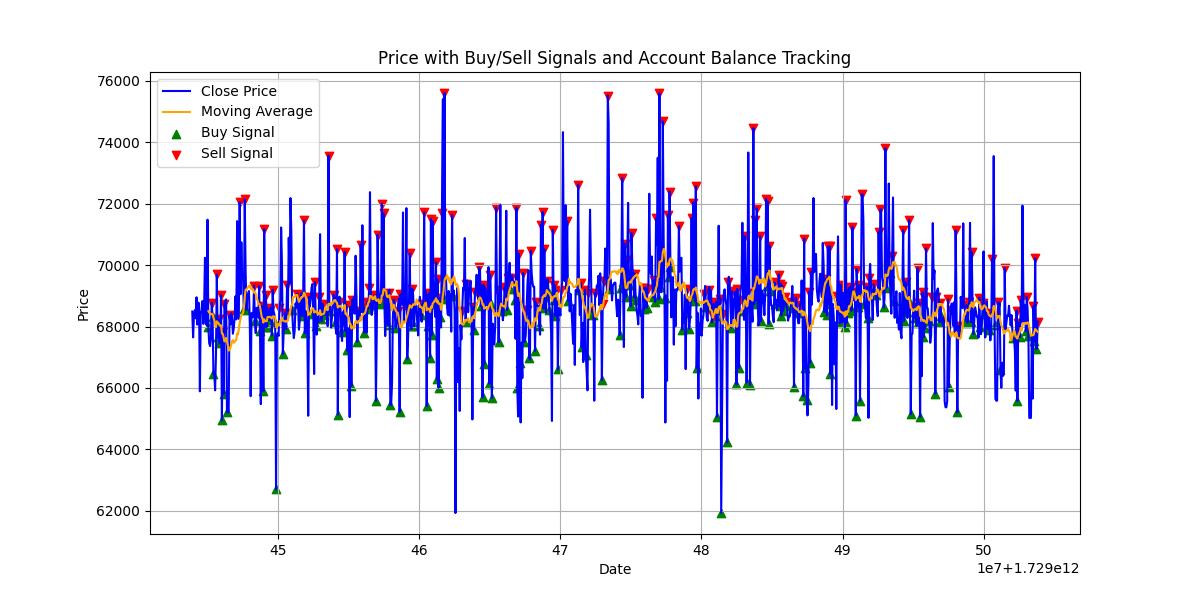 Price with Buy/Sell Signals and Account Balance Tracking
76000
74000
72000
70000
68000
66000
64000
62000
Price
Close Price
Moving Average
Buy Signal
Sell Signal
45
46
47
48
49
50
Date
1e7+1.729e12